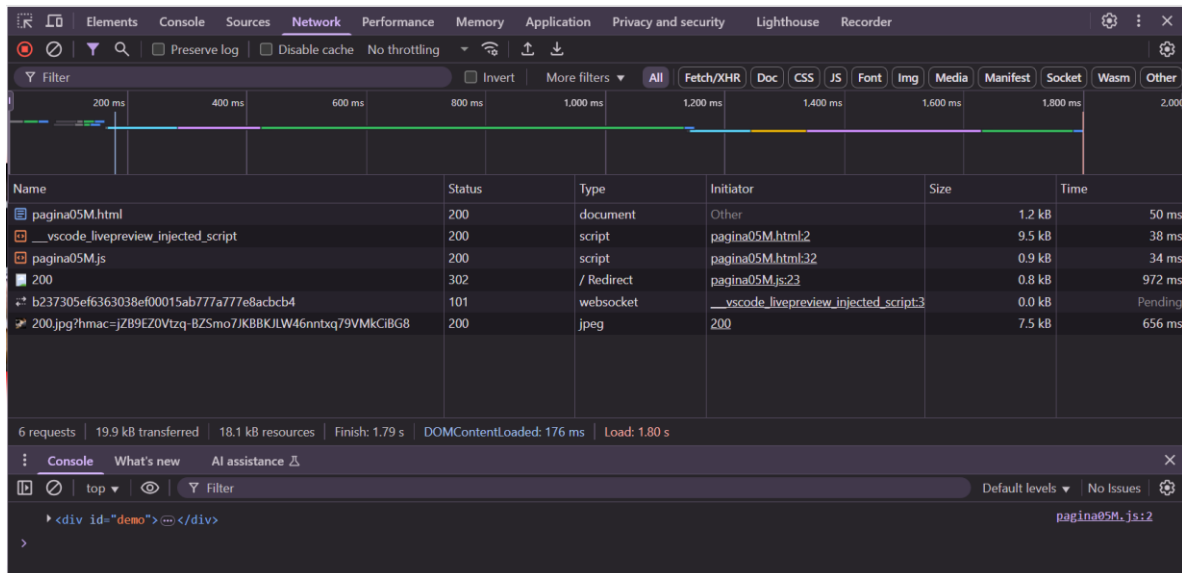 Elements Console Sources Network Performance Memory Application Privacy and security Lighthouse Recorder
Preserve log Disable cache No throttling
Filter Invert More filters All Fetch/XHR Doc CSS JS Font Img Media Manifest Socket Wasm Other
200 ms 400 ms 600 ms 800 ms 1,000 ms 1,200 ms 1,400 ms 1,600 ms 1,800 ms 2,000
Name Status Type Initiator Size Time
pagina05M.html 200 document Other 1.2 kB 50 ms
__vscode_livepreview_injected_script 200 script pagina05M.html:2 9.5 kB 38 ms
pagina05M.js 200 script pagina05M.html:32 0.9 kB 34 ms
200 302 / Redirect pagina05M.js:23 0.8 kB 972 ms
b237305ef6363038ef00015ab777a777e8acbcb4 101 websocket __vscode_livepreview_injected_script:3 0.0 kB Pending
200.jpg?hmac=jZB9EZ0Vtzq-BZSmo7JKBBKJLW46nntxq79VMkCiBG8 200 jpeg 200 7.5 kB 656 ms
6 requests 19.9 kB transferred 18.1 kB resources Finish: 1.79 s DOMContentLoaded: 176 ms Load: 1.80 s
Console What's new AI assistance
top Filter Default levels No Issues
<div id="demo">⋯</div> pagina05M.js:2